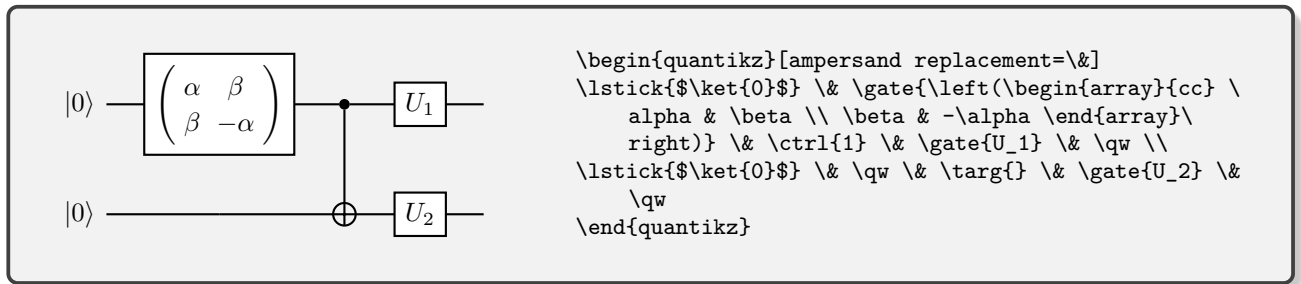 |0⟩ ( α β U₁
β −α )
|0⟩ U₂
\begin{quantikz}[ampersand replacement=\&]
\lstick{$\ket{0}$} \& \gate{\left(\begin{array}{cc} \
alpha & \beta \\ \beta & -\alpha \end{array}\
right)} \& \ctrl{1} \& \gate{U_1} \& \qw \\
\lstick{$\ket{0}$} \& \qw \& \targ{} \& \gate{U_2} \&
\qw
\end{quantikz}